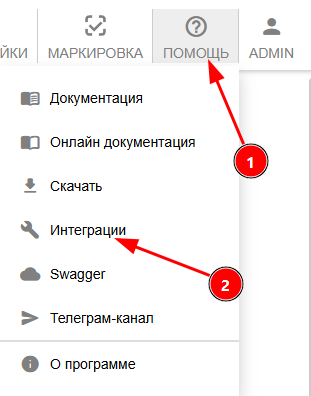 ЙКИ МАРКИРОВКА ПОМОЩЬ ADMIN
Документация
1
Онлайн документация
Скачать
Интеграции
Swagger
2
Телеграм-канал
О программе